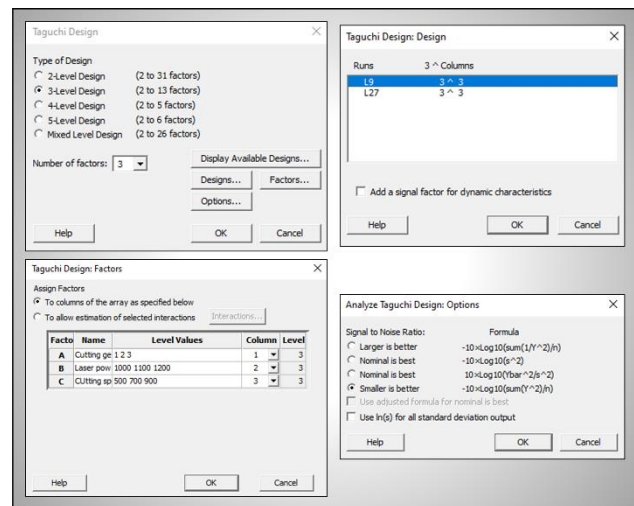 Taguchi Design
Type of Design
2-Level Design (2 to 31 factors)
3-Level Design (2 to 13 factors)
4-Level Design (2 to 5 factors)
5-Level Design (2 to 6 factors)
Mixed Level Design (2 to 26 factors)
Number of factors: 3
Display Available Designs...
Designs... Factors...
Options...
Help OK Cancel
Taguchi Design: Design
Runs 3 ^ Columns
L9 3 ^ 3
L27 3 ^ 3
Add a signal factor for dynamic characteristics
Help OK Cancel
Taguchi Design: Factors
Assign Factors
To columns of the array as specified below
To allow estimation of selected interactions Interactions...
Facto Name Level Values Column Level
A Cutting ge 1 2 3 1 3
B Laser pow 1000 1100 1200 2 3
C CUtting sp 500 700 900 3 3
Help OK Cancel
Analyze Taguchi Design: Options
Signal to Noise Ratio: Formula
Larger is better -10×Log10(sum(1/Y^2)/n)
Nominal is best -10×Log10(s^2)
Nominal is best 10×Log10(Ybar^2/s^2)
Smaller is better -10×Log10(sum(Y^2)/n)
Use adjusted formula for nominal is best
Use ln(s) for all standard deviation output
Help OK Cancel